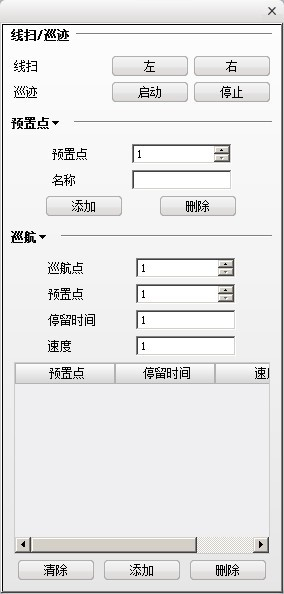 线扫/巡迹
线扫 左 右
巡迹 启动 停止
预置点
预置点 1
名称
添加 删除
巡航
巡航点 1
预置点 1
停留时间 1
速度 1
预置点 停留时间 速
清除 添加 删除